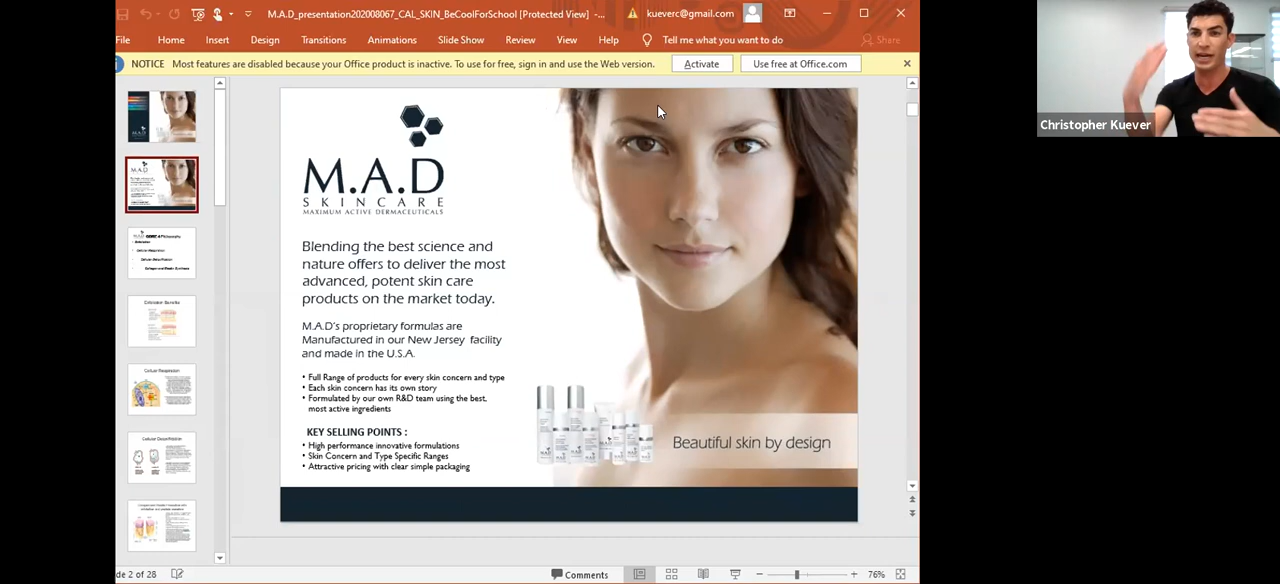 M.A.D_presentation202008067_CAL_SKIN_BeCoolForSchool [Protected View] -...
kueverc@gmail.com
File Home Insert Design Transitions Animations Slide Show Review View Help Tell me what you want to do Share
NOTICE Most features are disabled because your Office product is inactive. To use for free, sign in and use the Web version. Activate Use free at Office.com
Christopher Kuever
M.A.D
SKINCARE
MAXIMUM ACTIVE DERMACEUTICALS
Blending the best science and
nature offers to deliver the most
advanced, potent skin care
products on the market today.
M.A.D's proprietary formulas are
Manufactured in our New Jersey facility
and made in the U.S.A.
• Full Range of products for every skin concern and type
• Each skin concern has its own story
• Formulated by our own R&D team using the best,
most active ingredients
KEY SELLING POINTS :
• High performance innovative formulations
• Skin Concern and Type Specific Ranges
• Attractive pricing with clear simple packaging
Beautiful skin by design
M.A.D
Exfoliation Benefits
Cellular Respiration
Cellular Detoxification
de 2 of 28
Comments
76%